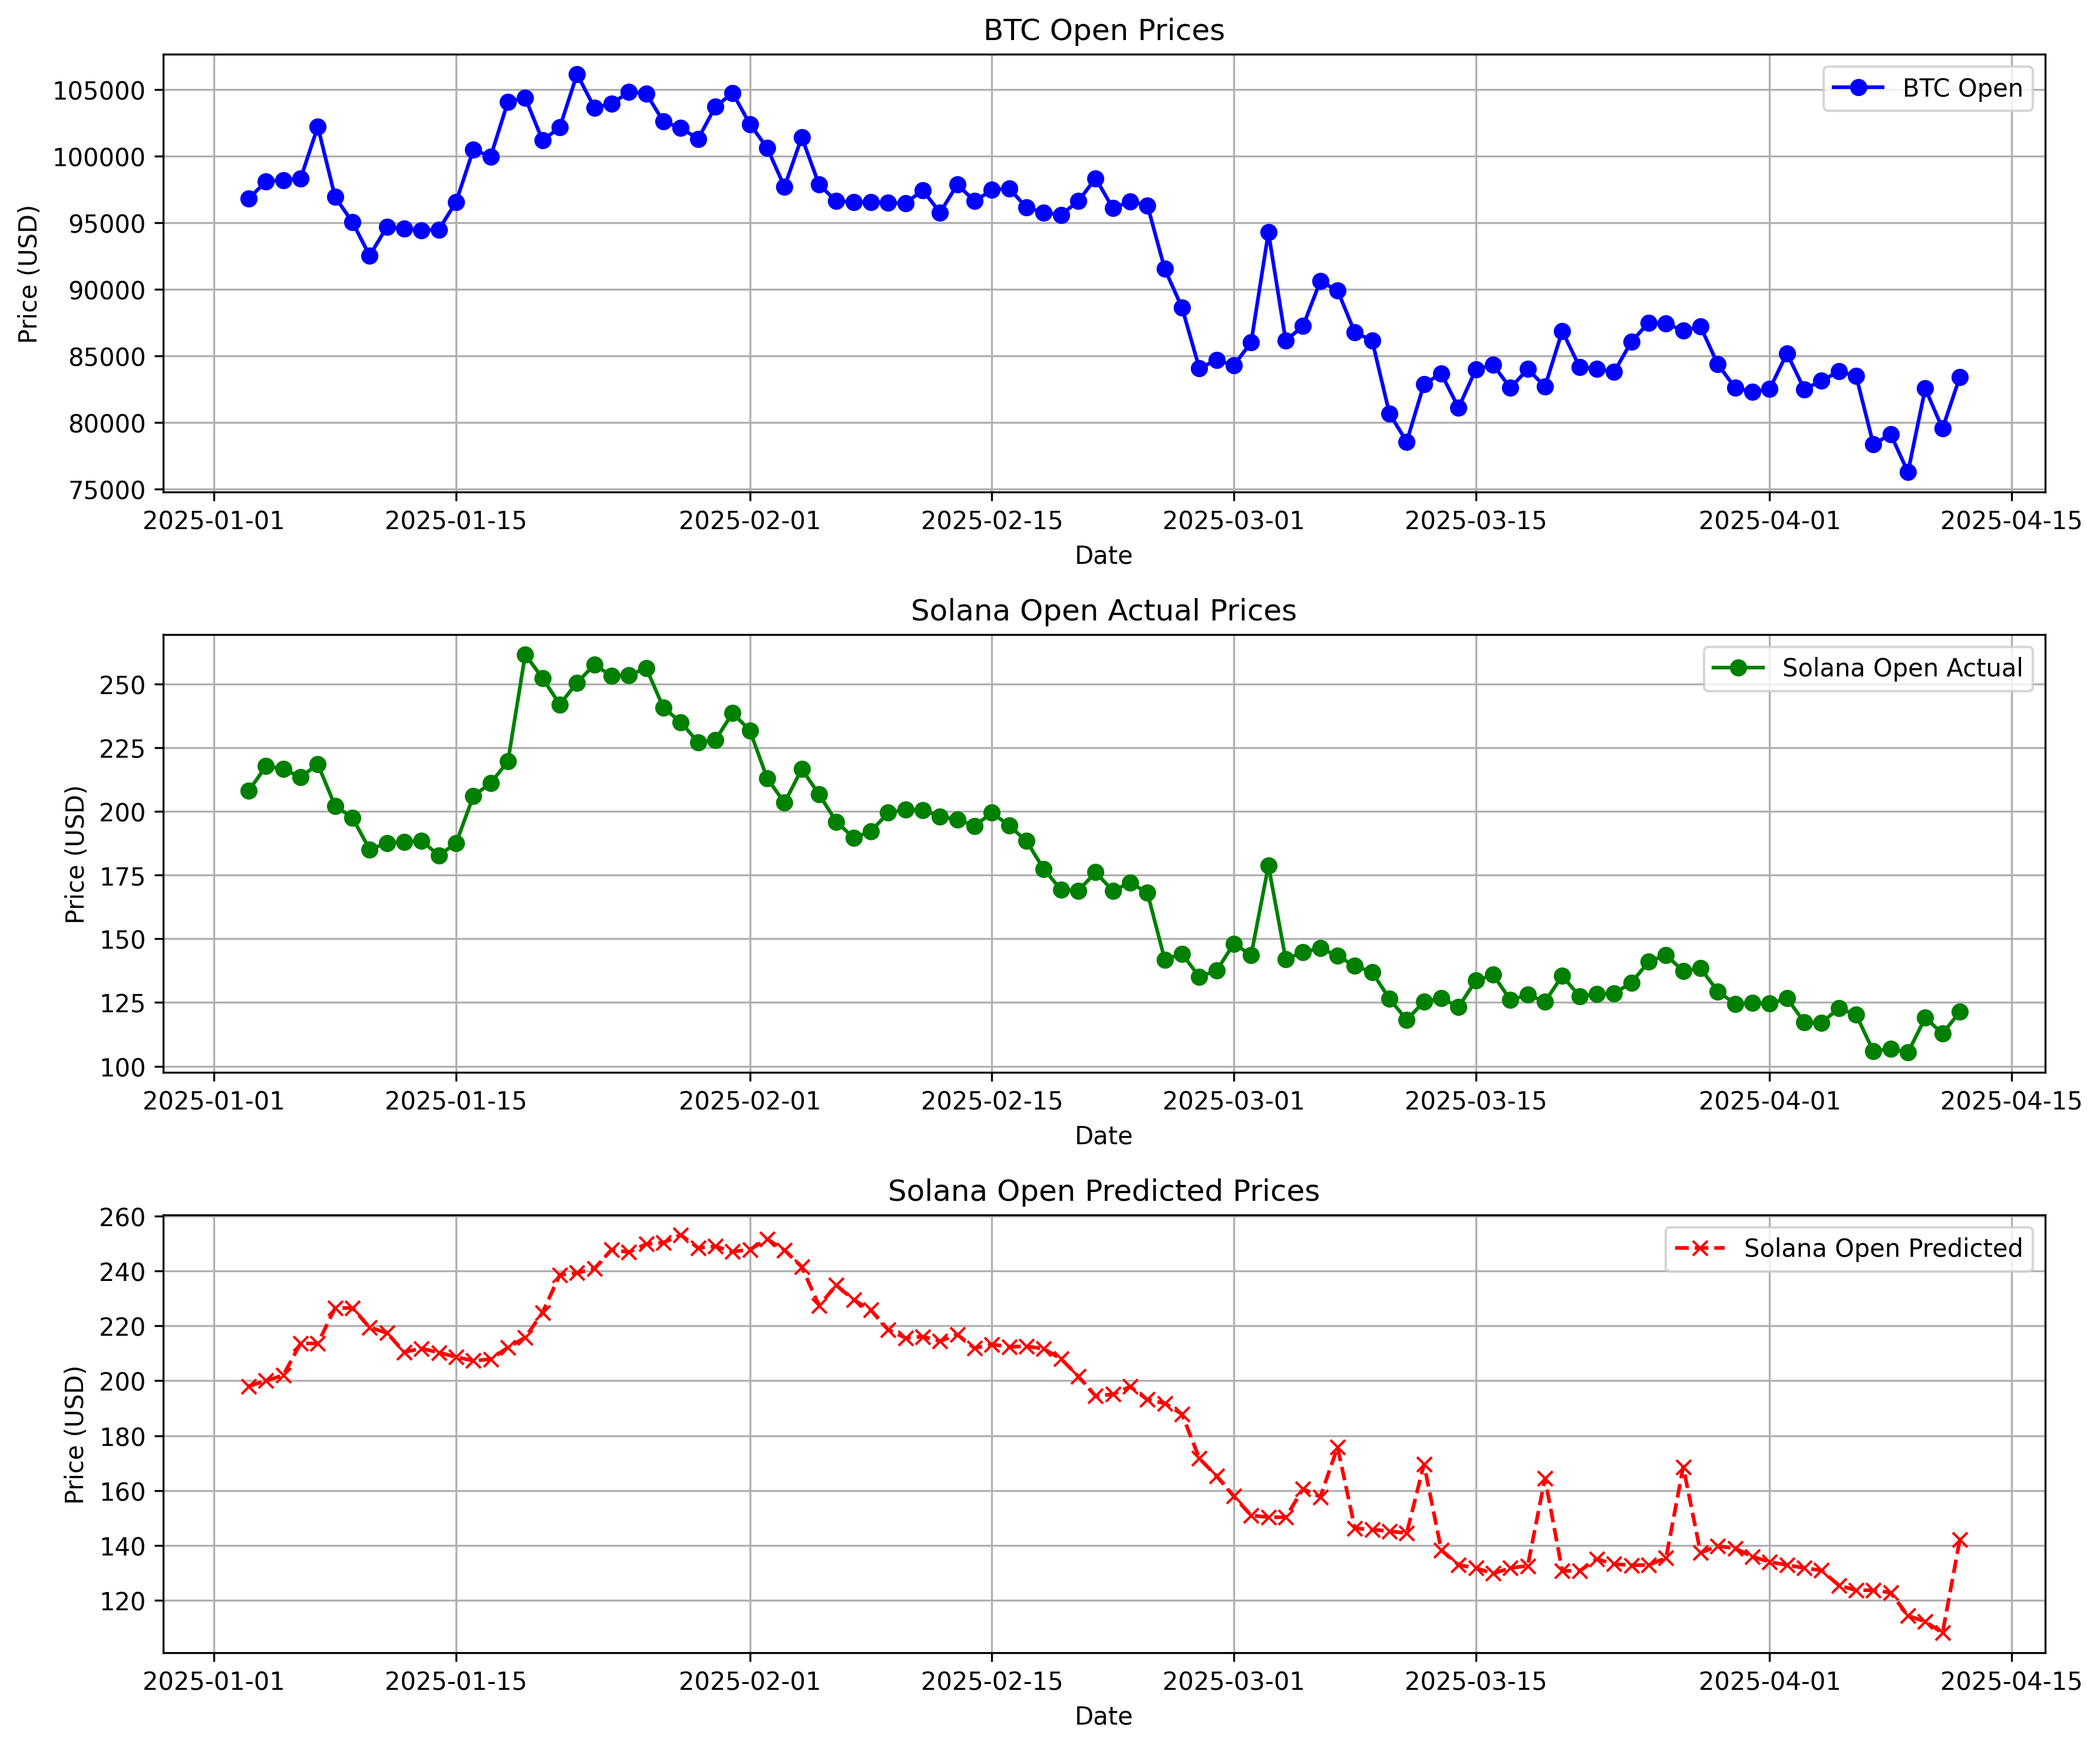 BTC Open Prices
BTC Open
105000
100000
95000
90000
85000
80000
75000
Price (USD)
2025-01-01 2025-01-15 2025-02-01 2025-02-15 2025-03-01 2025-03-15 2025-04-01 2025-04-15
Date
Solana Open Actual Prices
Solana Open Actual
250
225
200
175
150
125
100
Price (USD)
2025-01-01 2025-01-15 2025-02-01 2025-02-15 2025-03-01 2025-03-15 2025-04-01 2025-04-15
Date
Solana Open Predicted Prices
Solana Open Predicted
260
240
220
200
180
160
140
120
Price (USD)
2025-01-01 2025-01-15 2025-02-01 2025-02-15 2025-03-01 2025-03-15 2025-04-01 2025-04-15
Date